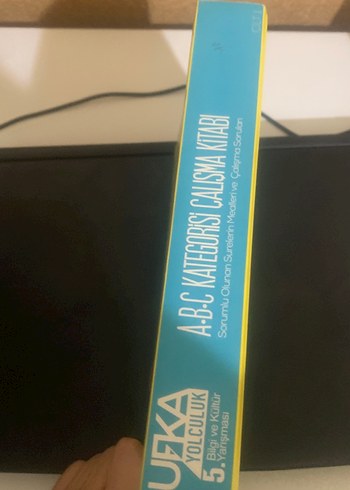 UFKA
YOLCULUK
5. Bilgi ve Kültür
Yarışması
A-B-C KATEGORİSİ ÇALIŞMA KİTABI
Sorumlu Olunan Surelerin Mealleri ve Çalışma Soruları